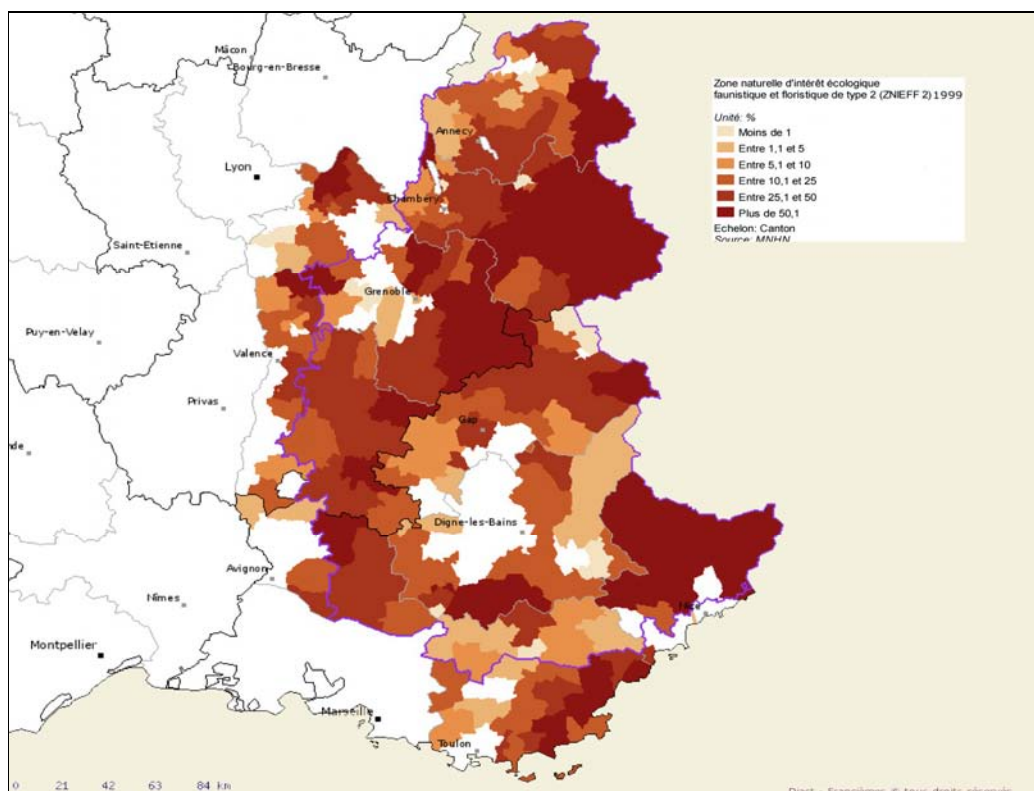 Mâcon
Bourg-en-Bresse
Annecy
Lyon
Chambéry
Saint-Etienne
Grenoble
Puy-en-Velay
Valence
Privas
Gap
nde
Digne-les-Bains
Avignon
Nîmes
Nice
Montpellier
Marseille
Toulon
0 21 42 63 84 km
Zone naturelle d'intérêt écologique
faunistique et floristique de type 2 (ZNIEFF 2) 1999
Unité: %
Moins de 1
Entre 1,1 et 5
Entre 5,1 et 10
Entre 10,1 et 25
Entre 25,1 et 50
Plus de 50,1
Echelon: Canton
Source: MNHN
© tous droits réservés